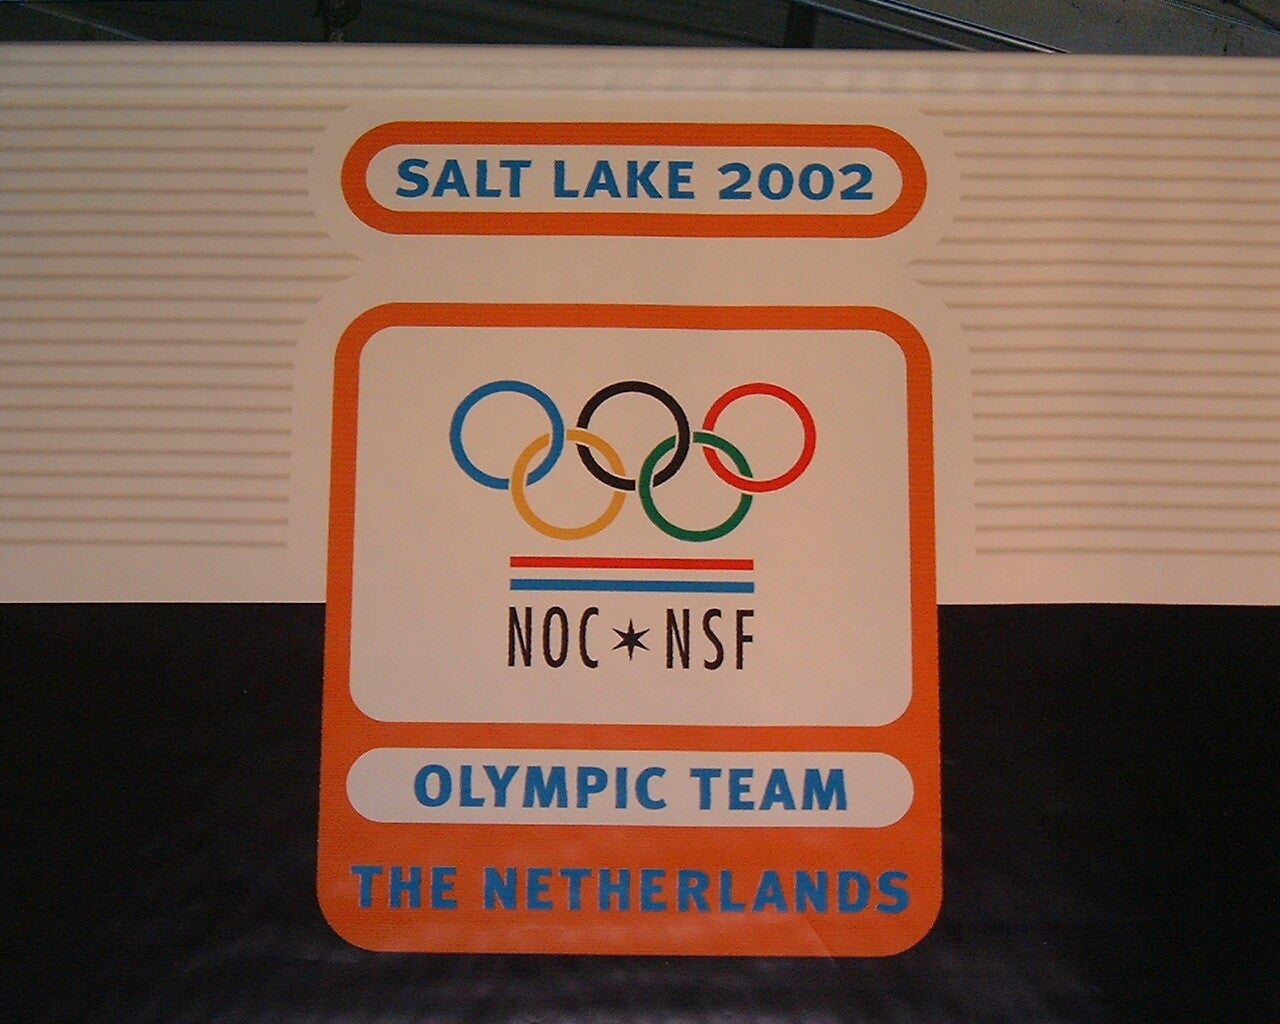 SALT LAKE 2002
NOC✶NSF
OLYMPIC TEAM
THE NETHERLANDS